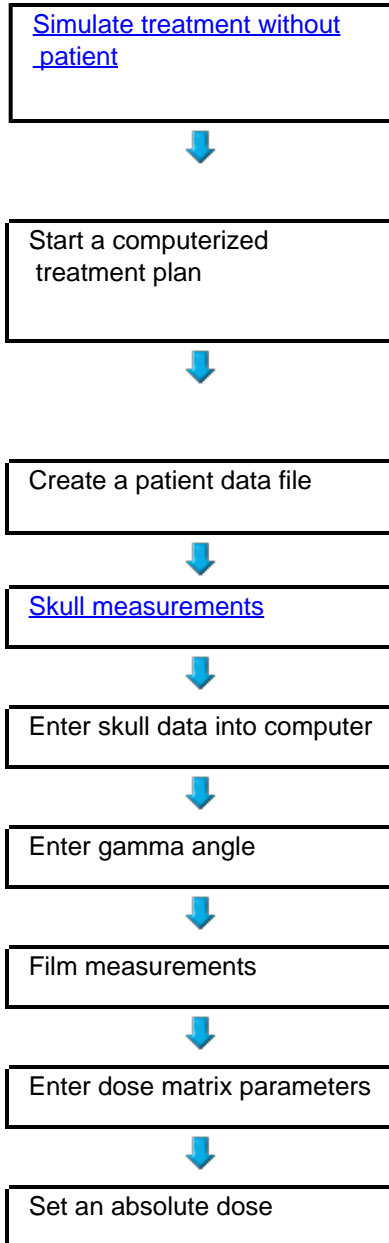 Simulate treatment without
patient
Start a computerized
treatment plan
Create a patient data file
Skull measurements
Enter skull data into computer
Enter gamma angle
Film measurements
Enter dose matrix parameters
Set an absolute dose